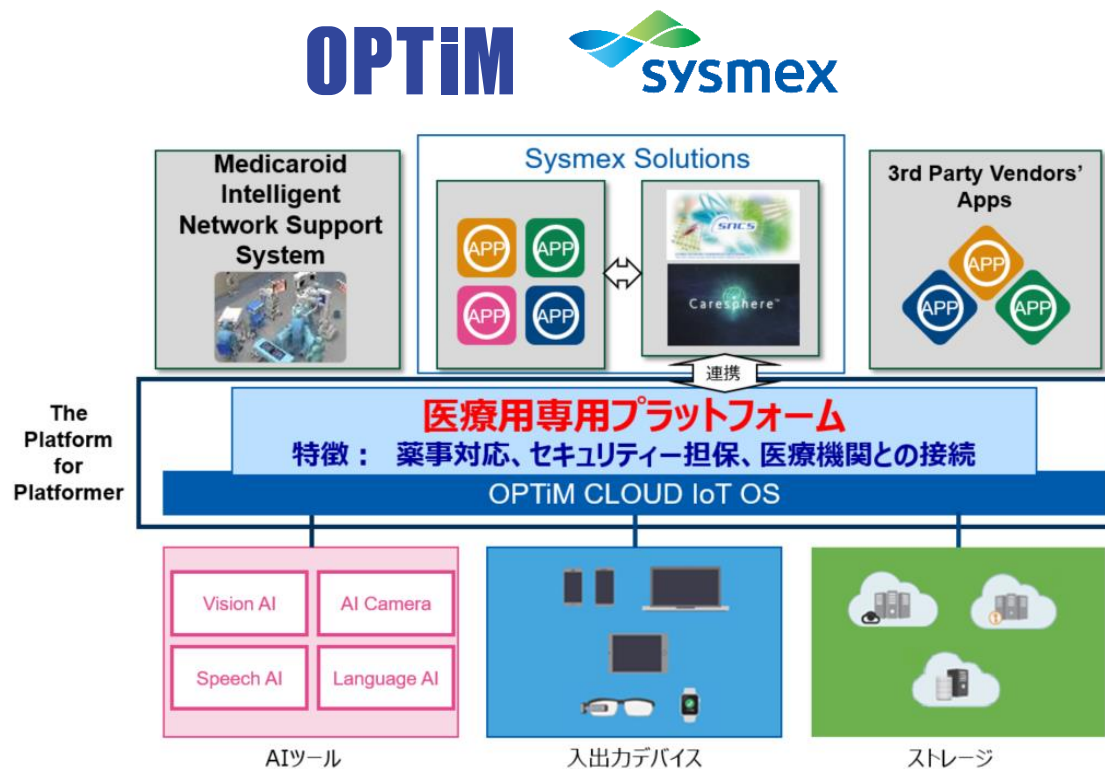 OPTiM
sysmex
Medicaroid
Intelligent
Network Support
System
Sysmex Solutions
APP
APP
APP
APP
SNCS
Caresphere™
3rd Party Vendors'
Apps
APP
APP
APP
連携
The
Platform
for
Platformer
医療用専用プラットフォーム
特徴： 薬事対応、セキュリティー担保、医療機関との接続
OPTiM CLOUD IoT OS
Vision AI
AI Camera
Speech AI
Language AI
AIツール
入出力デバイス
ストレージ